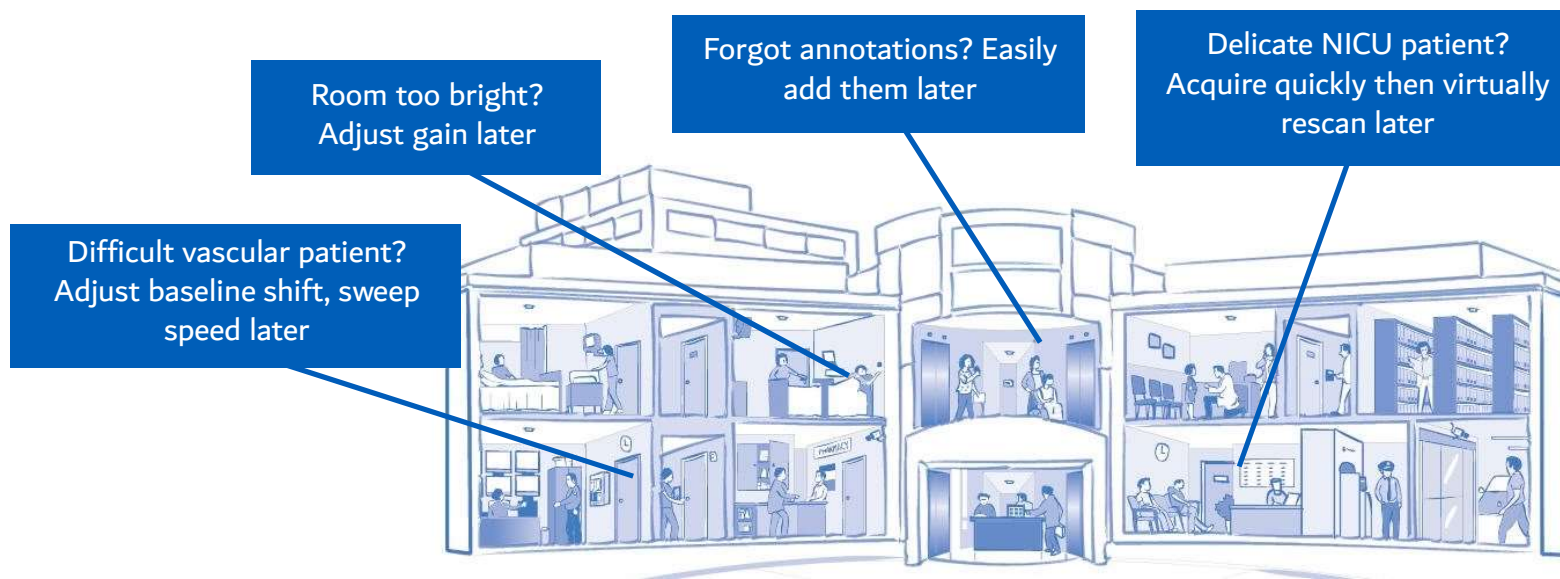 Difficult vascular patient?
Adjust baseline shift, sweep
speed later
Room too bright?
Adjust gain later
Forgot annotations? Easily
add them later
Delicate NICU patient?
Acquire quickly then virtually
rescan later
PHARMACY